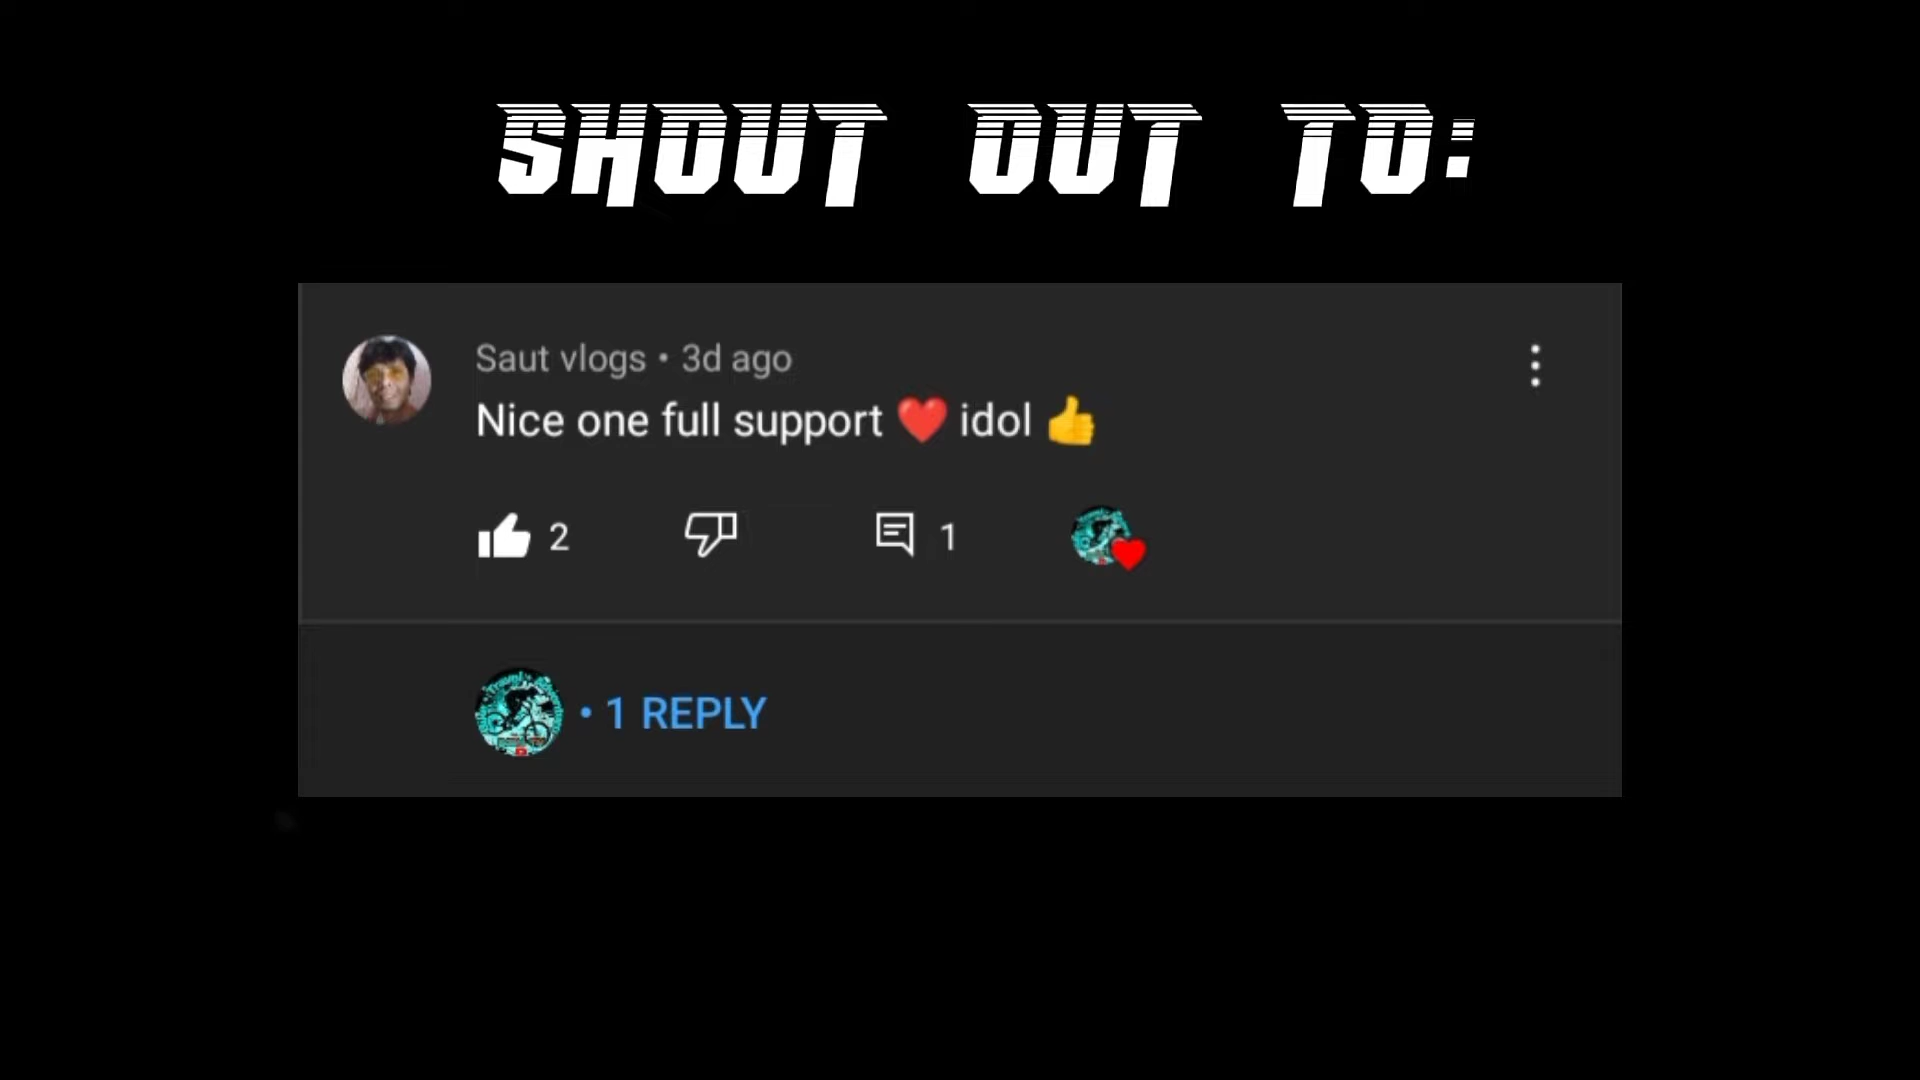 SHOUT OUT TO:
Saut vlogs • 3d ago
Nice one full support ❤️ idol 👍
2
1
• 1 REPLY